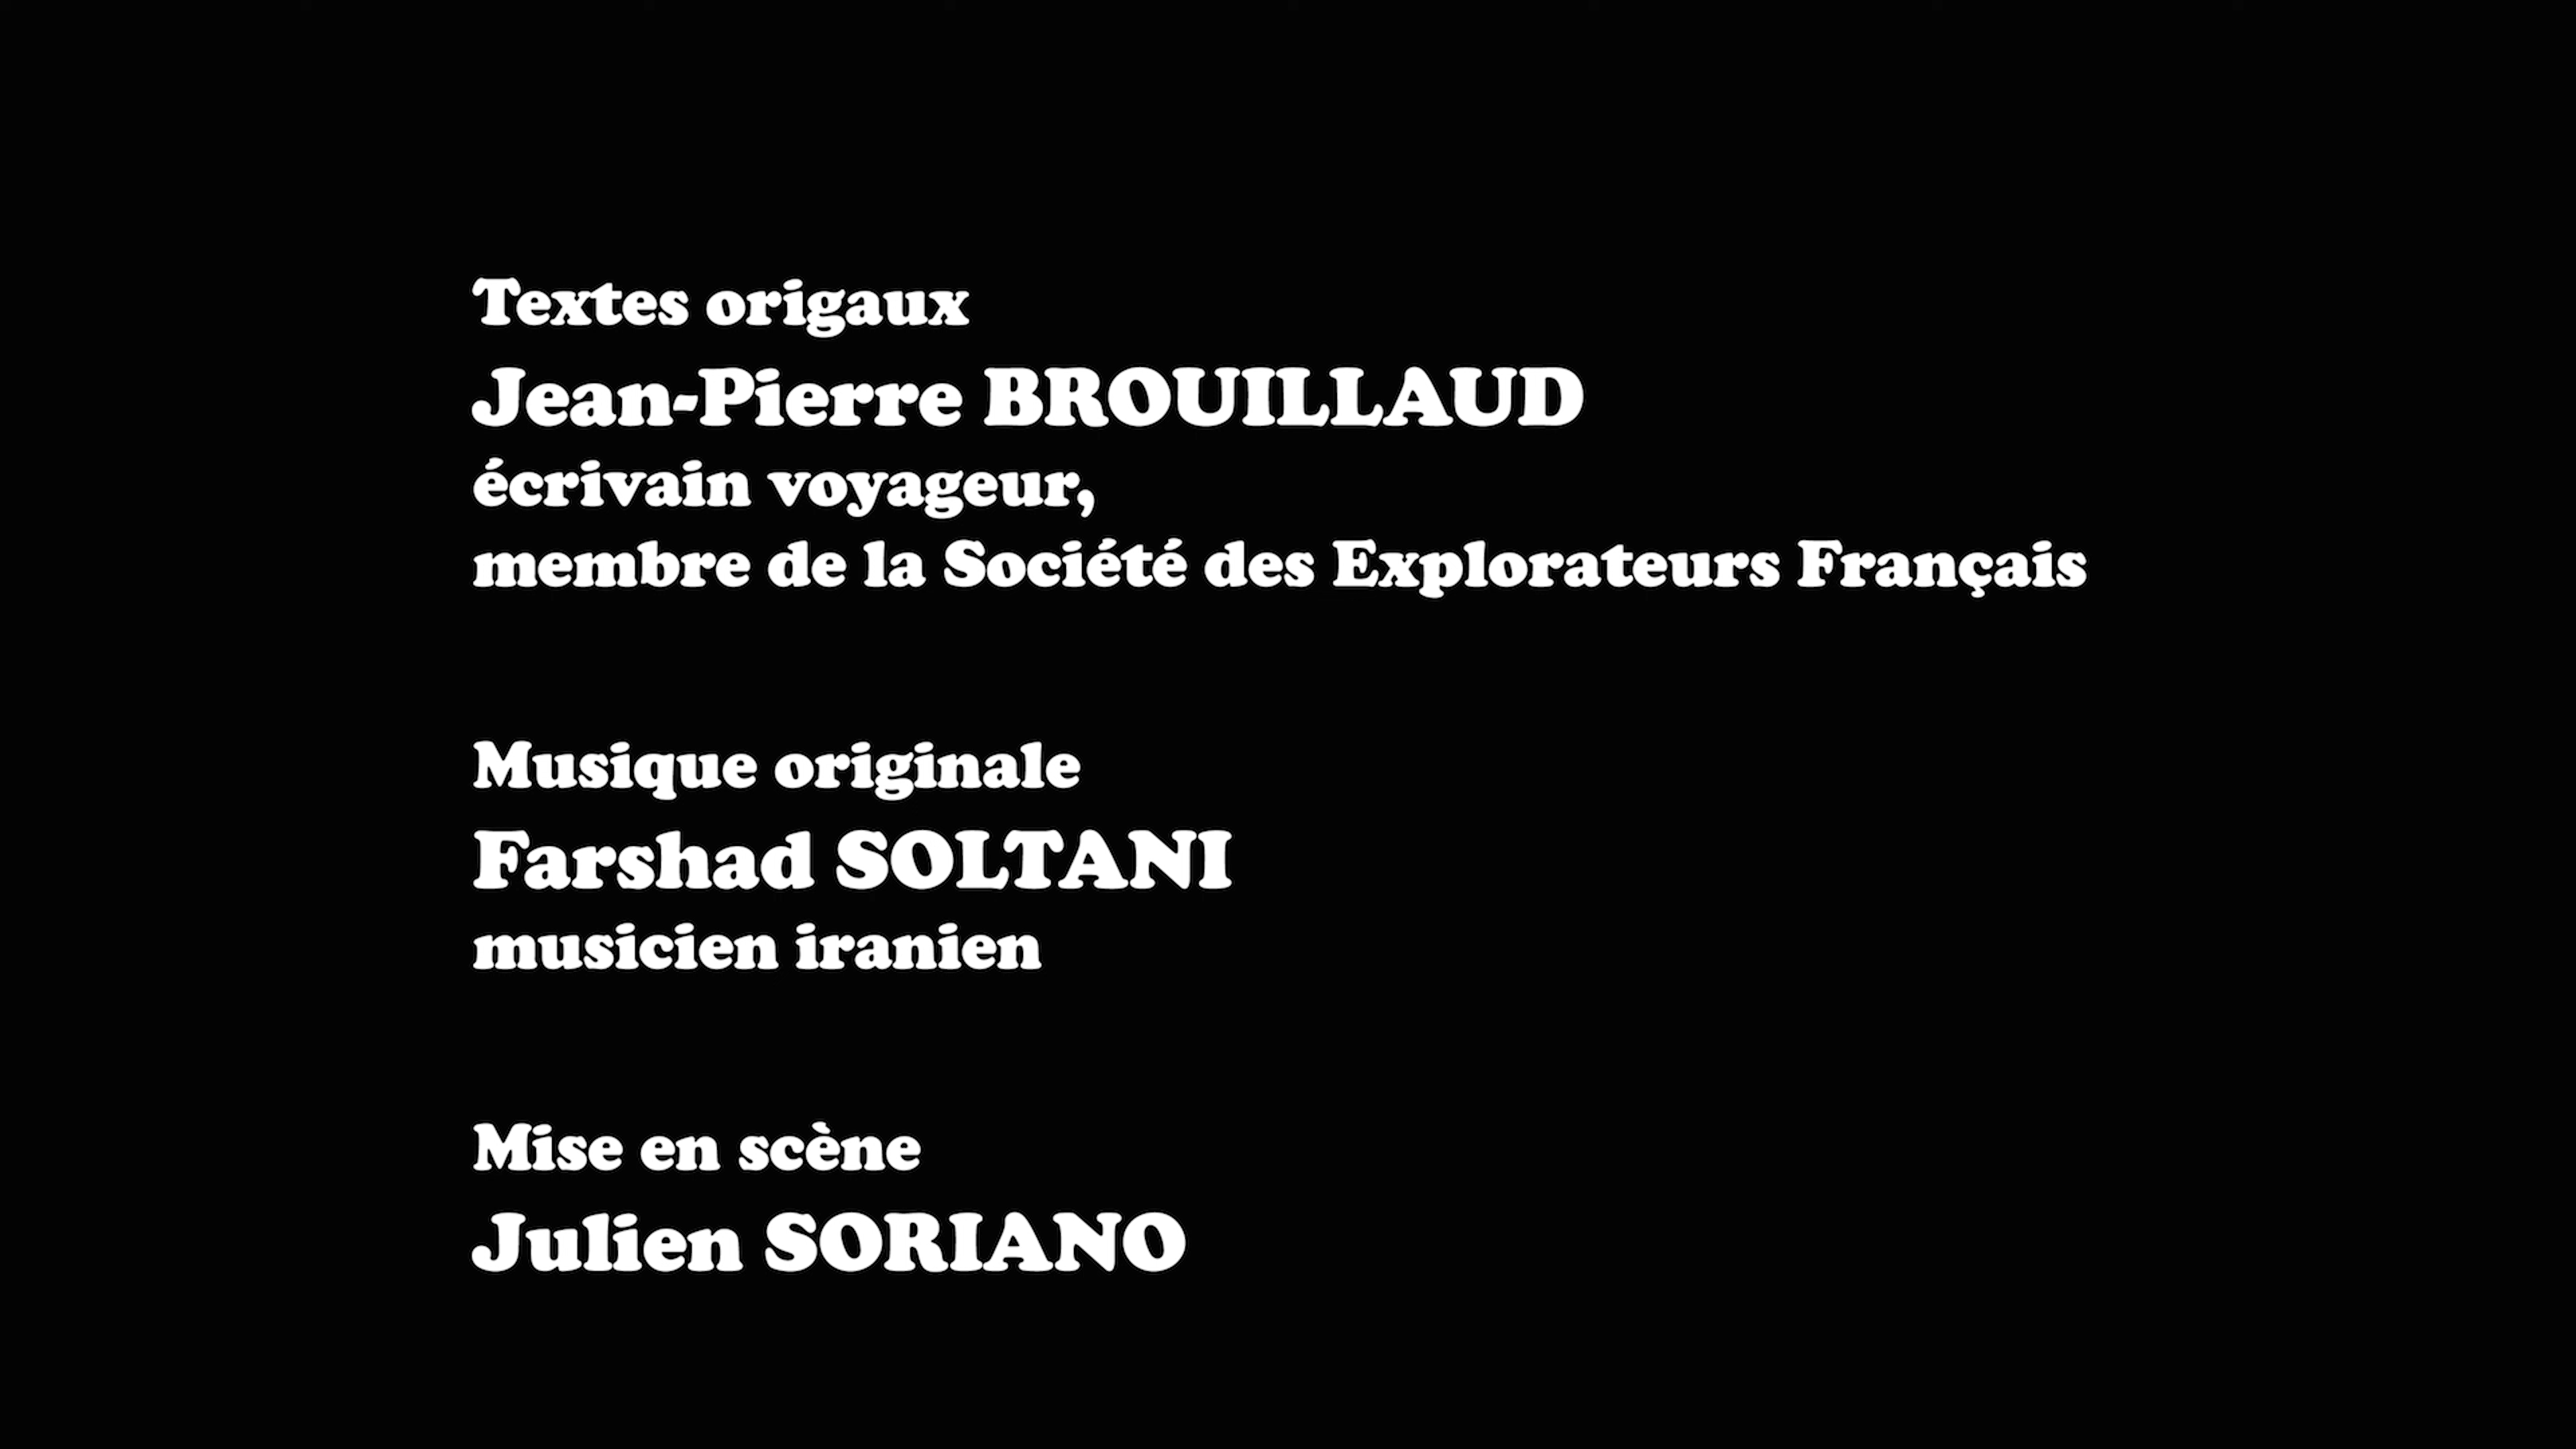 Textes origaux
Jean-Pierre BROUILLAUD
écrivain voyageur,
membre de la Société des Explorateurs Français
Musique originale
Farshad SOLTANI
musicien iranien
Mise en scène
Julien SORIANO